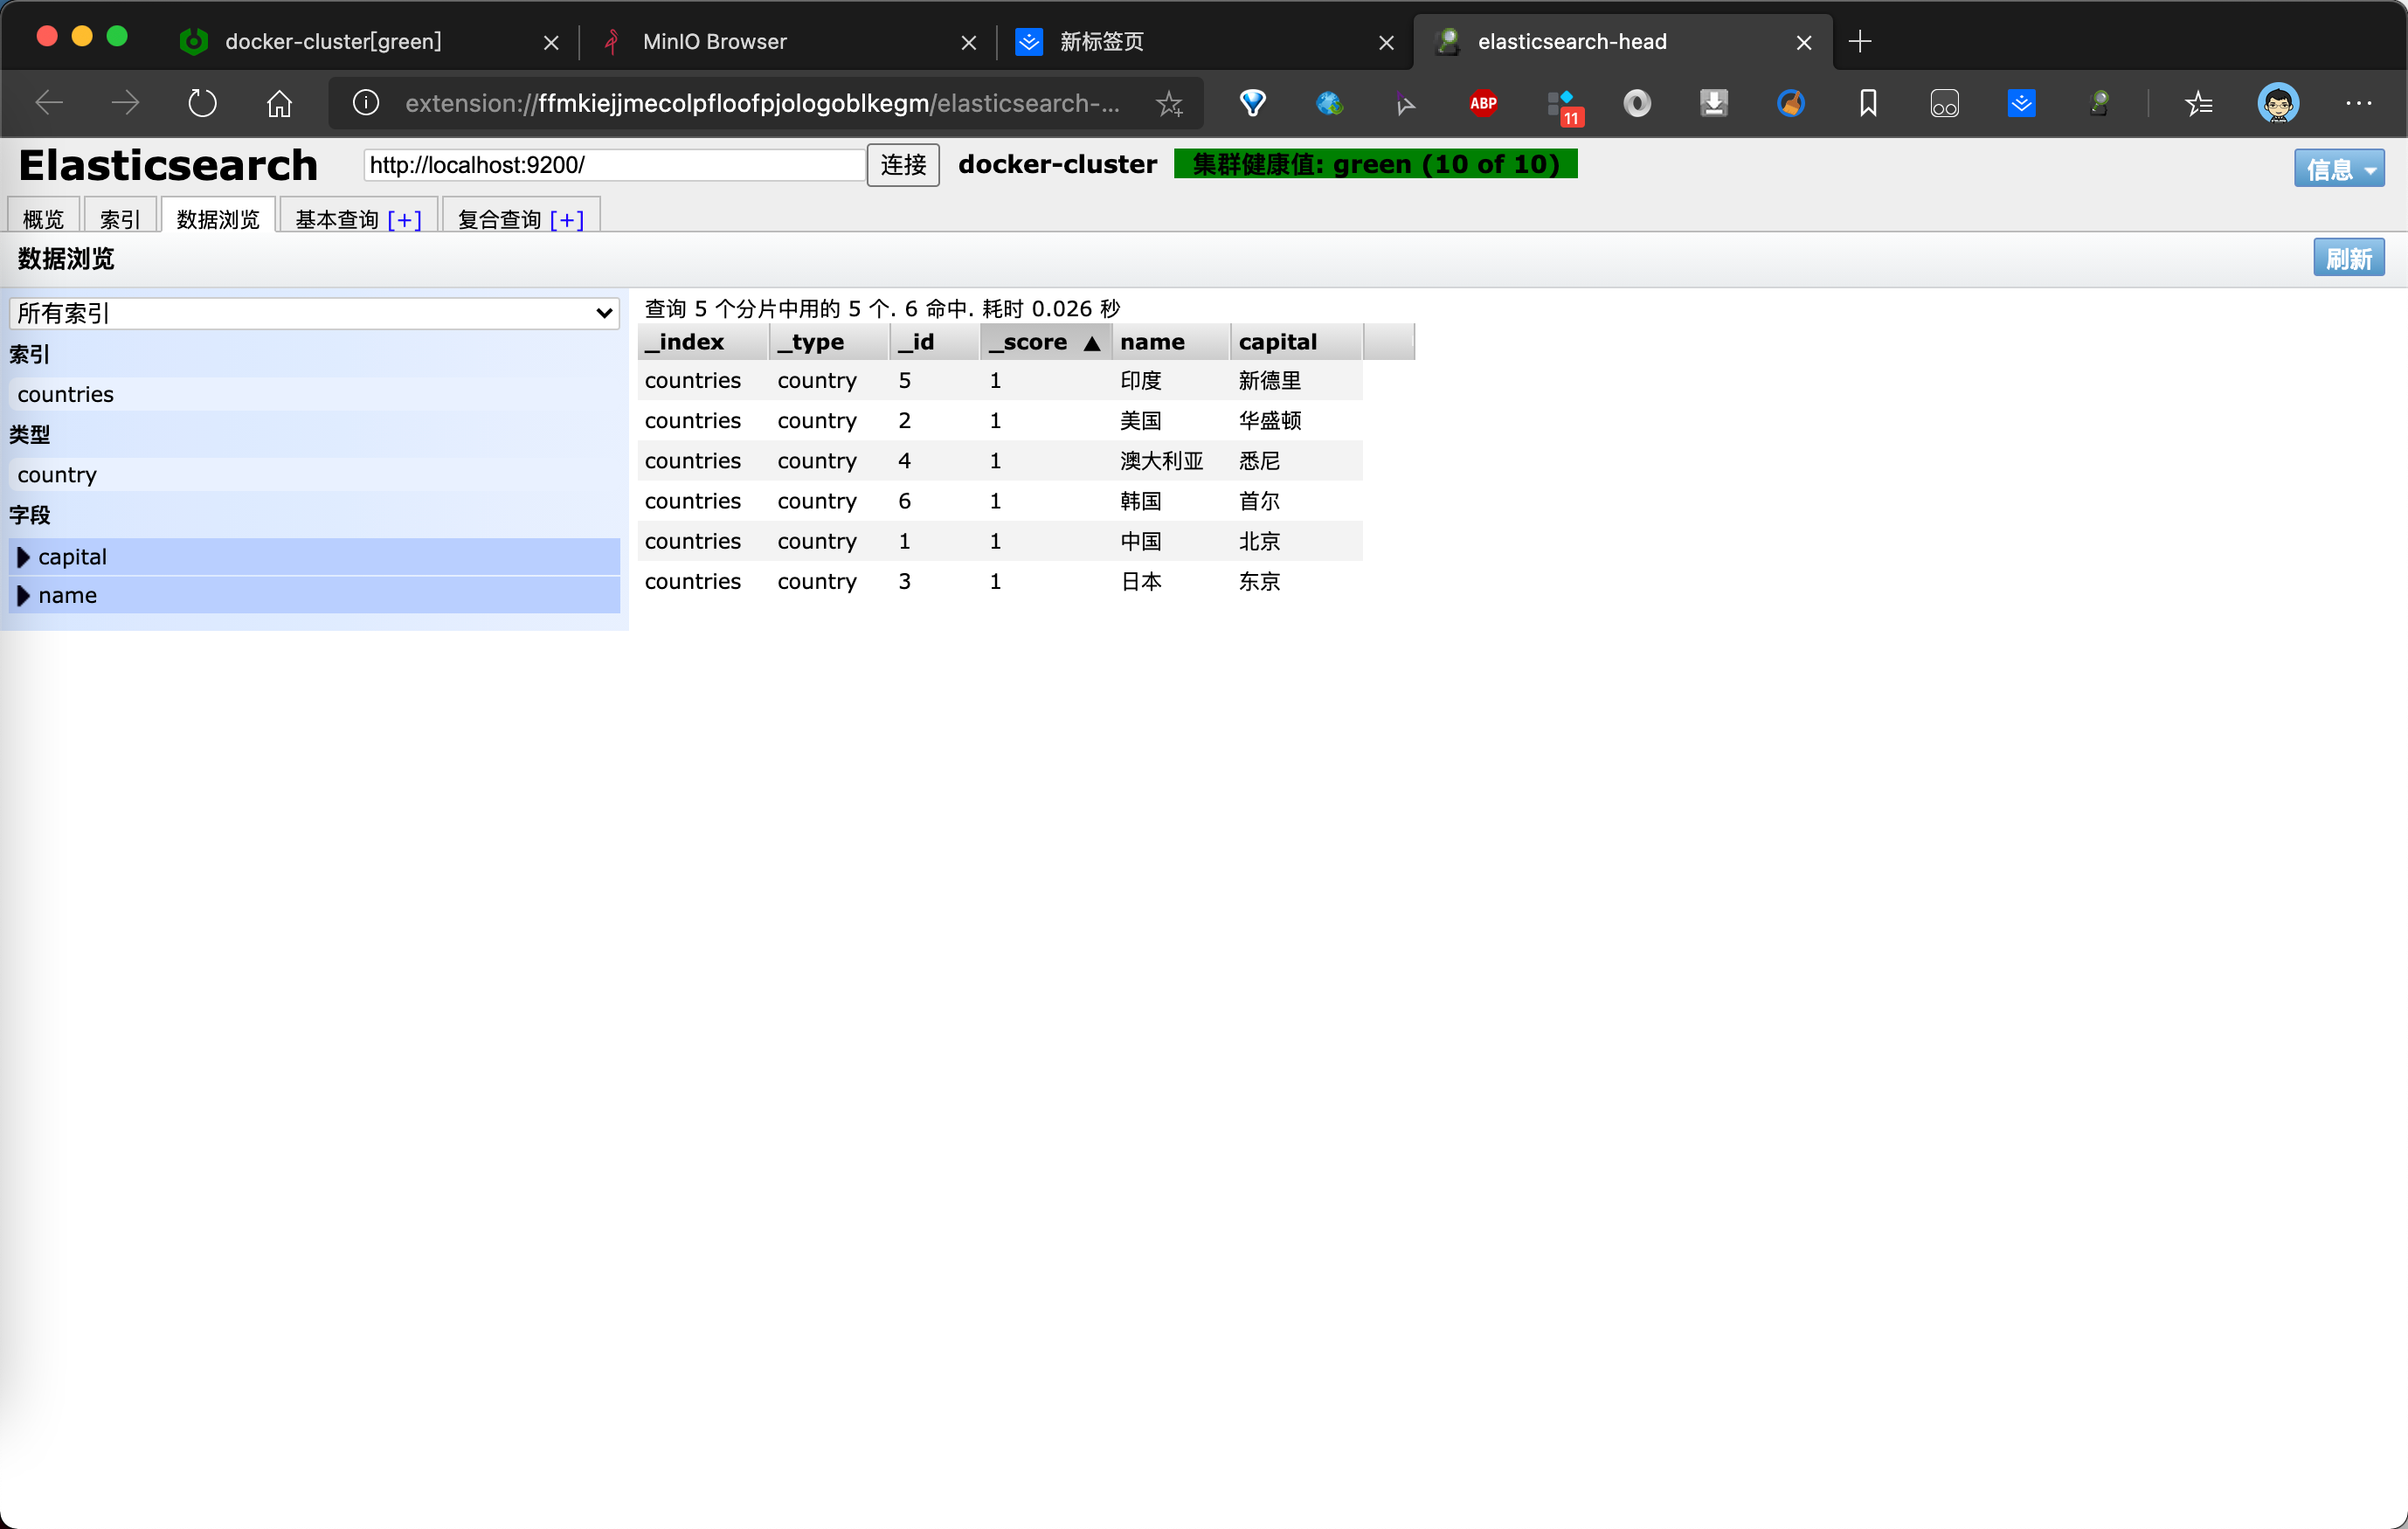 docker-cluster[green]
MinIO Browser
新标签页
elasticsearch-head
extension://ffmkiejjmecolpfloofpjologoblkegm/elasticsearch-...
ABP
11
Elasticsearch
http://localhost:9200/
连接
docker-cluster
集群健康值: green (10 of 10)
信息
概览
索引
数据浏览
基本查询 [+]
复合查询 [+]
数据浏览
刷新
所有索引
索引
countries
类型
country
字段
capital
name
查询 5 个分片中用的 5 个. 6 命中. 耗时 0.026 秒
_index _type _id _score ▲ name capital
countries country 5 1 印度 新德里
countries country 2 1 美国 华盛顿
countries country 4 1 澳大利亚 悉尼
countries country 6 1 韩国 首尔
countries country 1 1 中国 北京
countries country 3 1 日本 东京